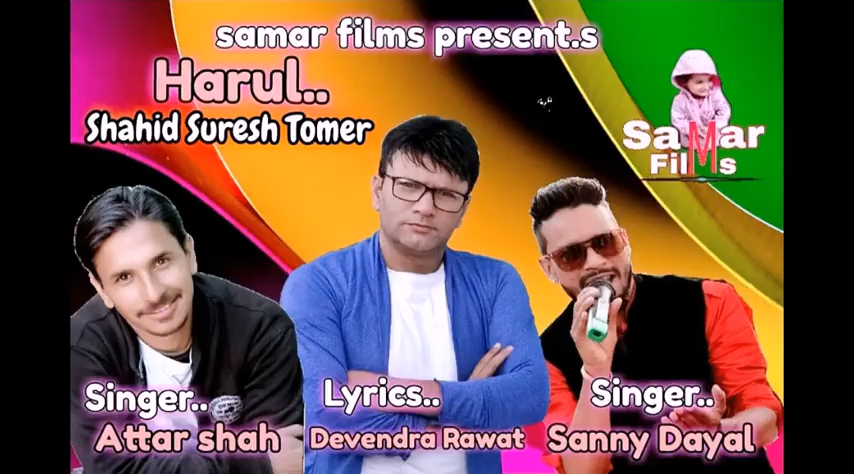 samar films present.s
Harul..
Shahid Suresh Tomer
SaMar
Films
Singer..
Attar shah
Lyrics..
Devendra Rawat
Singer..
Sanny Dayal